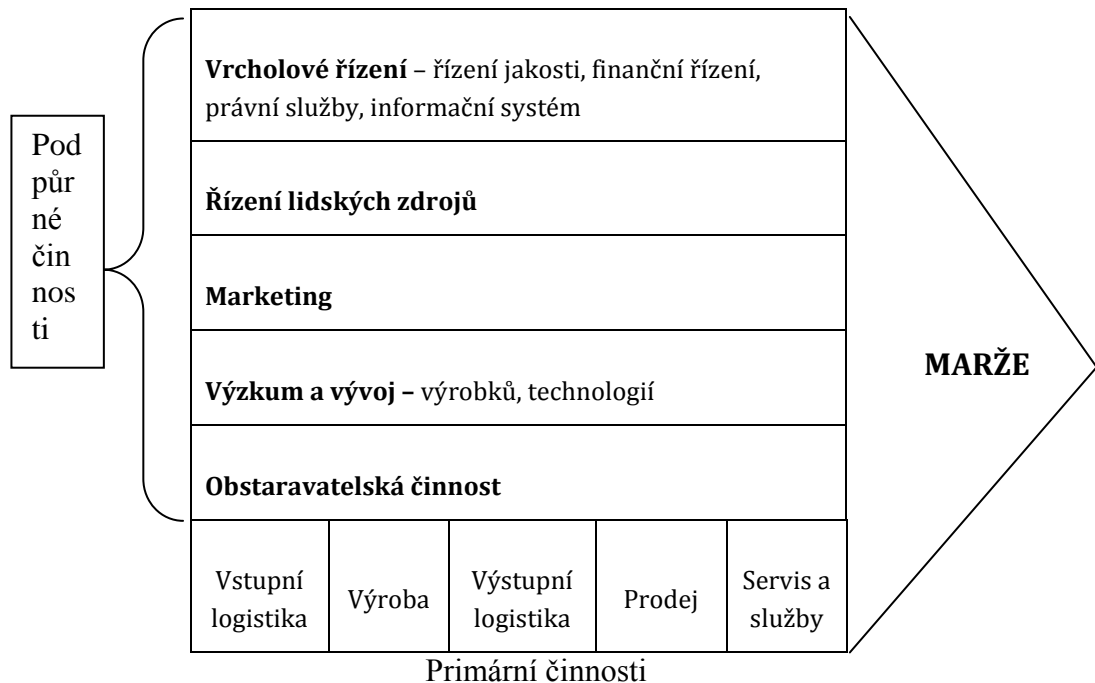 Vrcholové řízení – řízení jakosti, finanční řízení,
právní služby, informační systém
Pod
půr
né
čin
nos
ti
Řízení lidských zdrojů
Marketing
Výzkum a vývoj – výrobků, technologií
MARŽE
Obstaravatelská činnost
Vstupní
logistika
Výroba
Výstupní
logistika
Prodej
Servis a
služby
Primární činnosti